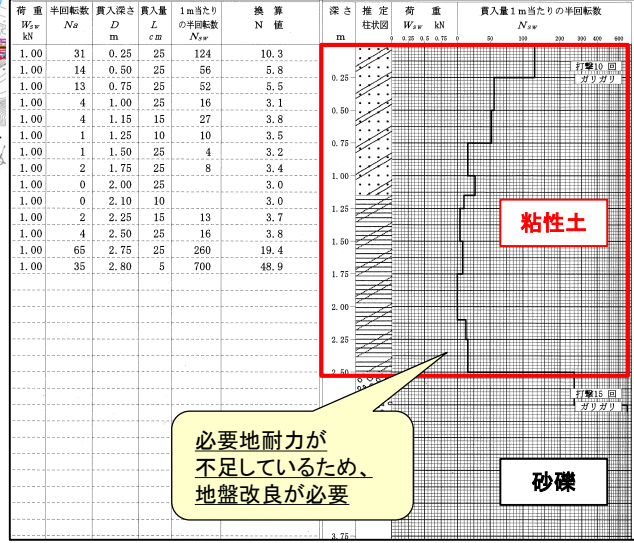 荷 重 半回転数 貫入深さ 貫入量 1m当たり 換 算
Wsw Na D L の半回転数 N 値
kN m cm Nsw
1.00 31 0.25 25 124 10.3
1.00 14 0.50 25 56 5.8
1.00 13 0.75 25 52 5.5
1.00 4 1.00 25 16 3.1
1.00 4 1.15 15 27 3.8
1.00 1 1.25 10 10 3.5
1.00 1 1.50 25 4 3.2
1.00 2 1.75 25 8 3.4
1.00 0 2.00 25 3.0
1.00 0 2.10 10 3.0
1.00 2 2.25 15 13 3.7
1.00 4 2.50 25 16 3.8
1.00 65 2.75 25 260 19.4
1.00 35 2.80 5 700 48.9
深 さ 推 定 荷 重 貫入量1m当たりの半回転数
柱状図 Wsw kN Nsw
m 0 0.25 0.5 0.75 0 50 100 200 300 400 600
打撃10 回
0.25 ガリガリ
0.50
0.75
1.00
1.25
粘性土
1.50
1.75
2.00
2.25
2.50
打撃15 回
ガリガリ
必要地耐力が
不足しているため、
地盤改良が必要
砂礫
3.75